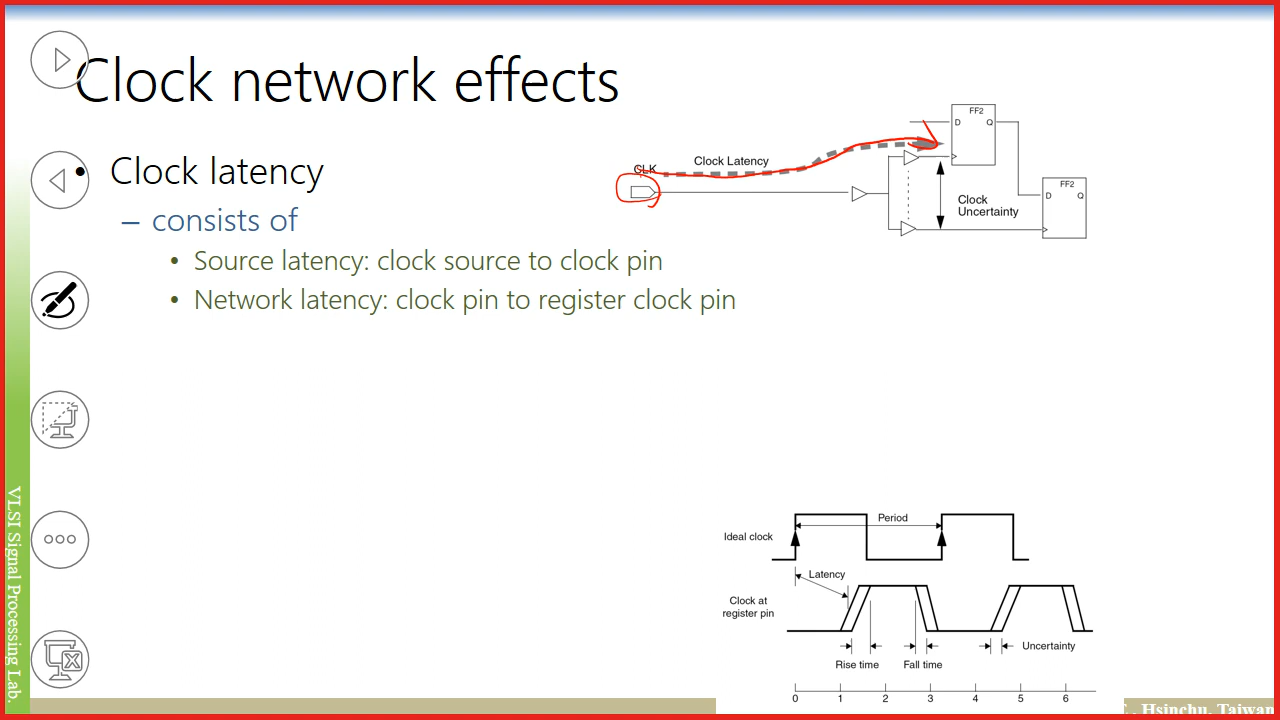 Clock network effects
• Clock latency
– consists of
• Source latency: clock source to clock pin
• Network latency: clock pin to register clock pin
CLK
Clock Latency
FF2
D Q
Clock
Uncertainty
FF2
D Q
Period
Ideal clock
Latency
Clock at
register pin
Uncertainty
Rise time
Fall time
0 1 2 3 4 5 6
VLSI Signal Processing Lab.
, Hsinchu, Taiwan